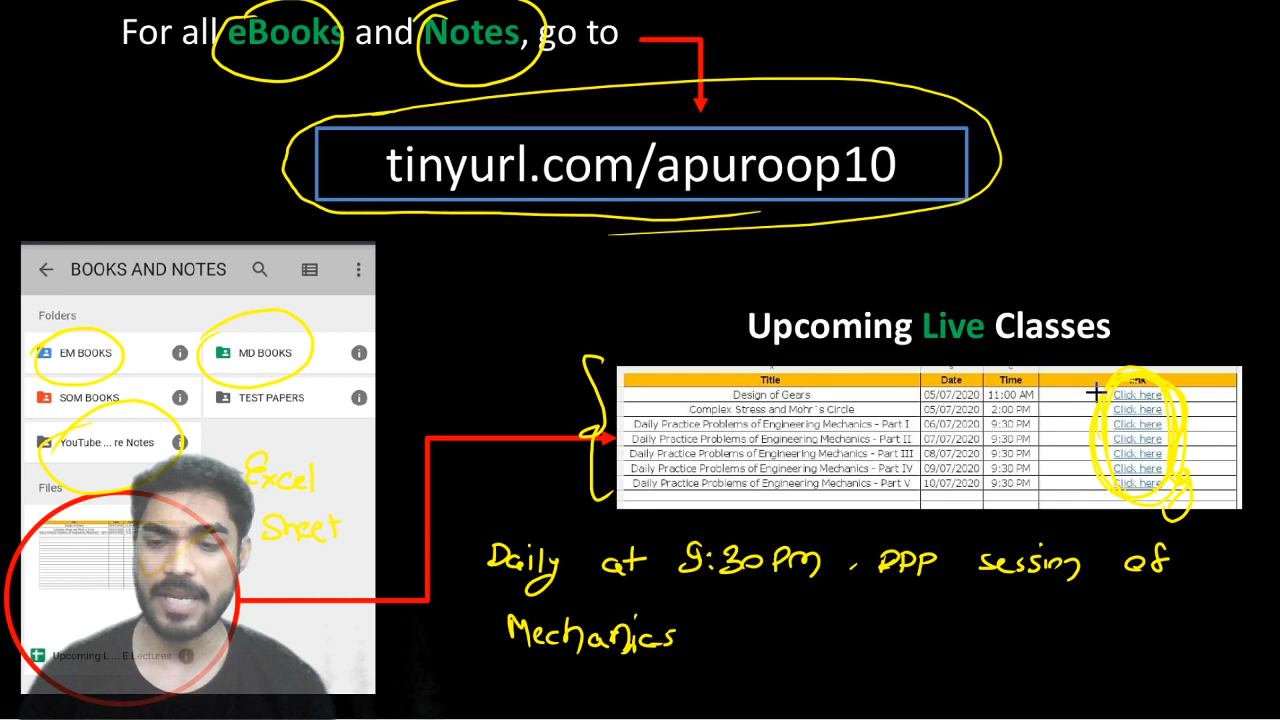 For all eBooks and Notes, go to
tinyurl.com/apuroop10
BOOKS AND NOTES
Folders
EM BOOKS
MD BOOKS
SOM BOOKS
TEST PAPERS
YouTube ... re Notes
Files
Upcoming L ... E Lectures
Excel
Sheet
Upcoming Live Classes
Title Date Time
Design of Gears 05/07/2020 11:00 AM Click here
Complex Stress and Mohr`s Circle 05/07/2020 2:00 PM Click here
Daily Practice Problems of Engineering Mechanics - Part I 06/07/2020 9:30 PM Click here
Daily Practice Problems of Engineering Mechanics - Part II 07/07/2020 9:30 PM Click here
Daily Practice Problems of Engineering Mechanics - Part III 08/07/2020 9:30 PM Click here
Daily Practice Problems of Engineering Mechanics - Part IV 09/07/2020 9:30 PM Click here
Daily Practice Problems of Engineering Mechanics - Part V 10/07/2020 9:30 PM Click here
Daily at 9:30 PM, DPP session of
Mechanics